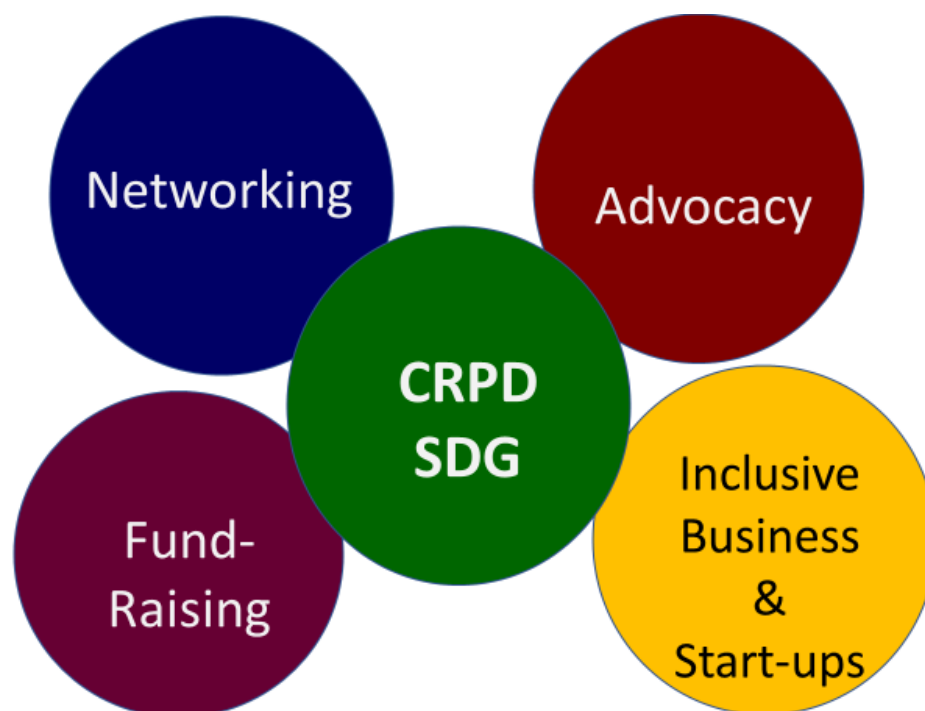 Networking
Advocacy
CRPD
SDG
Fund-
Raising
Inclusive
Business
&
Start-ups